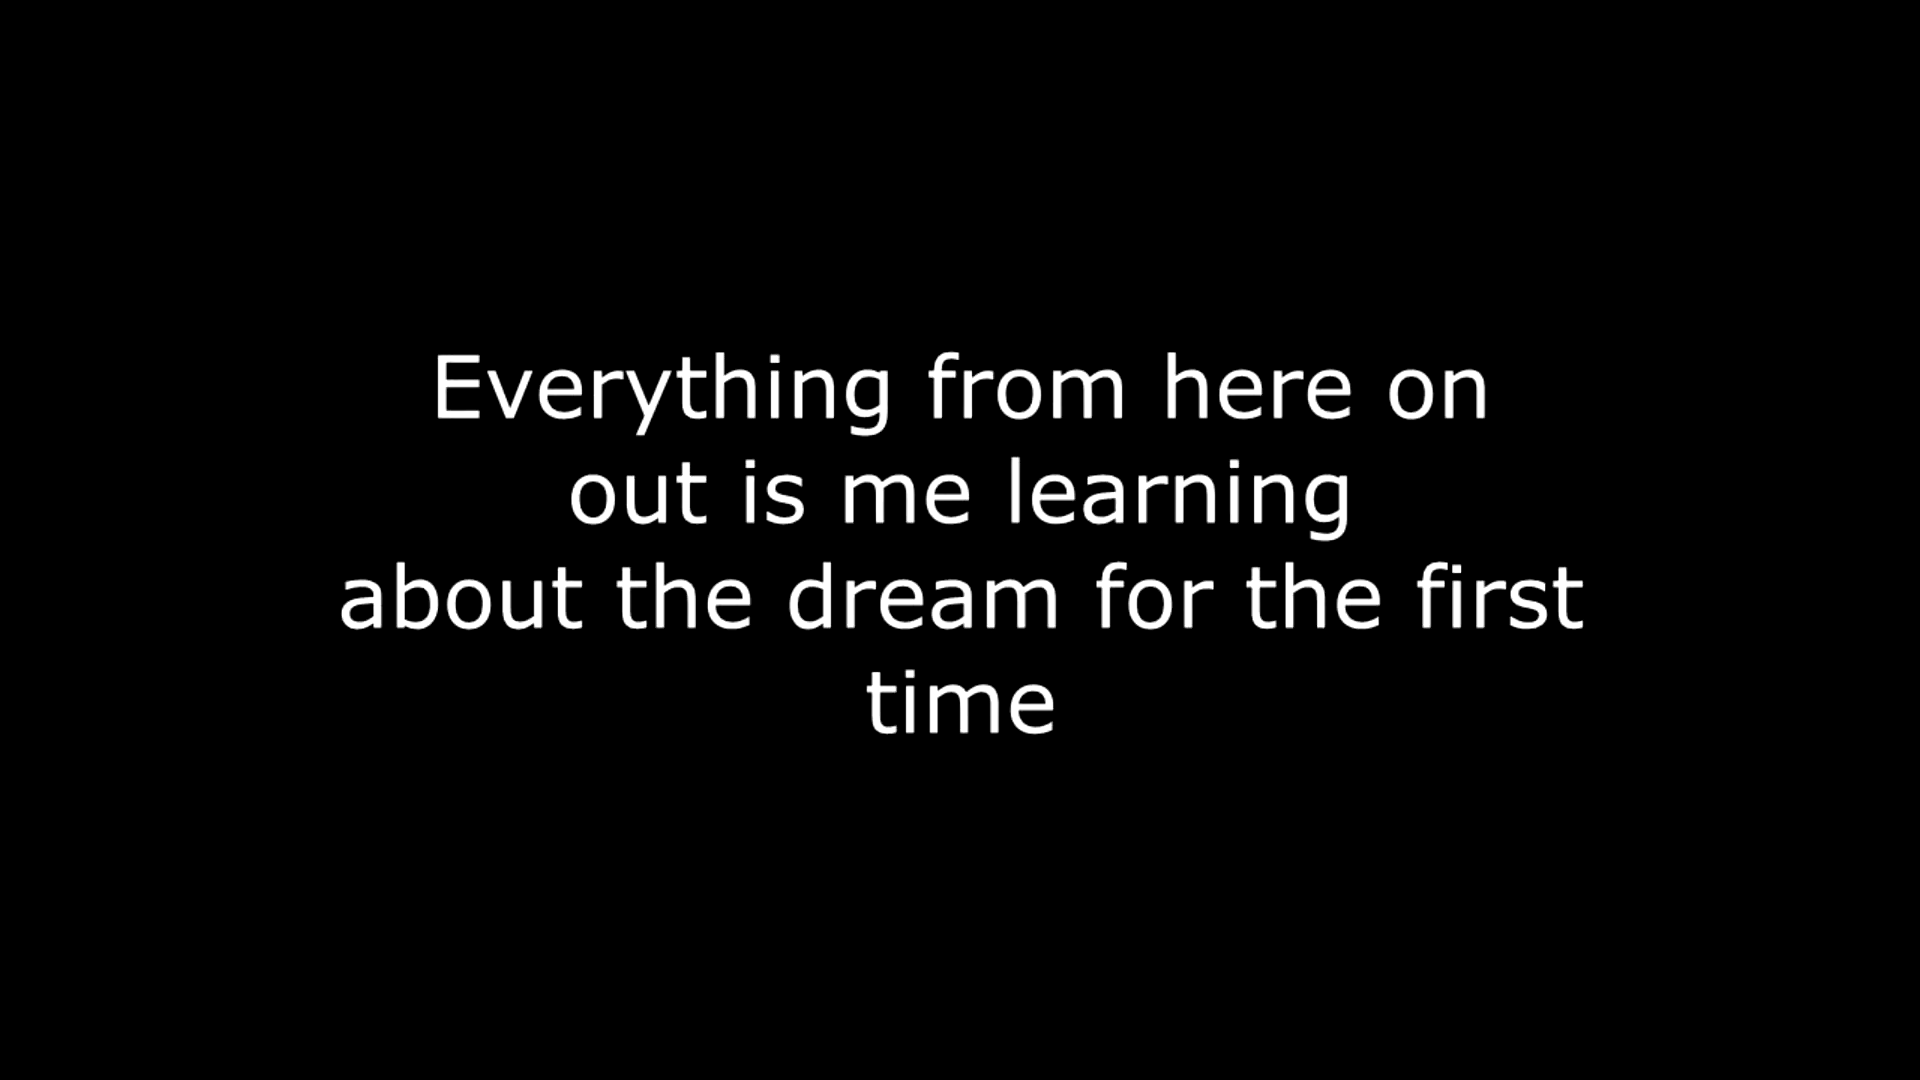 Everything from here on
out is me learning
about the dream for the first
time